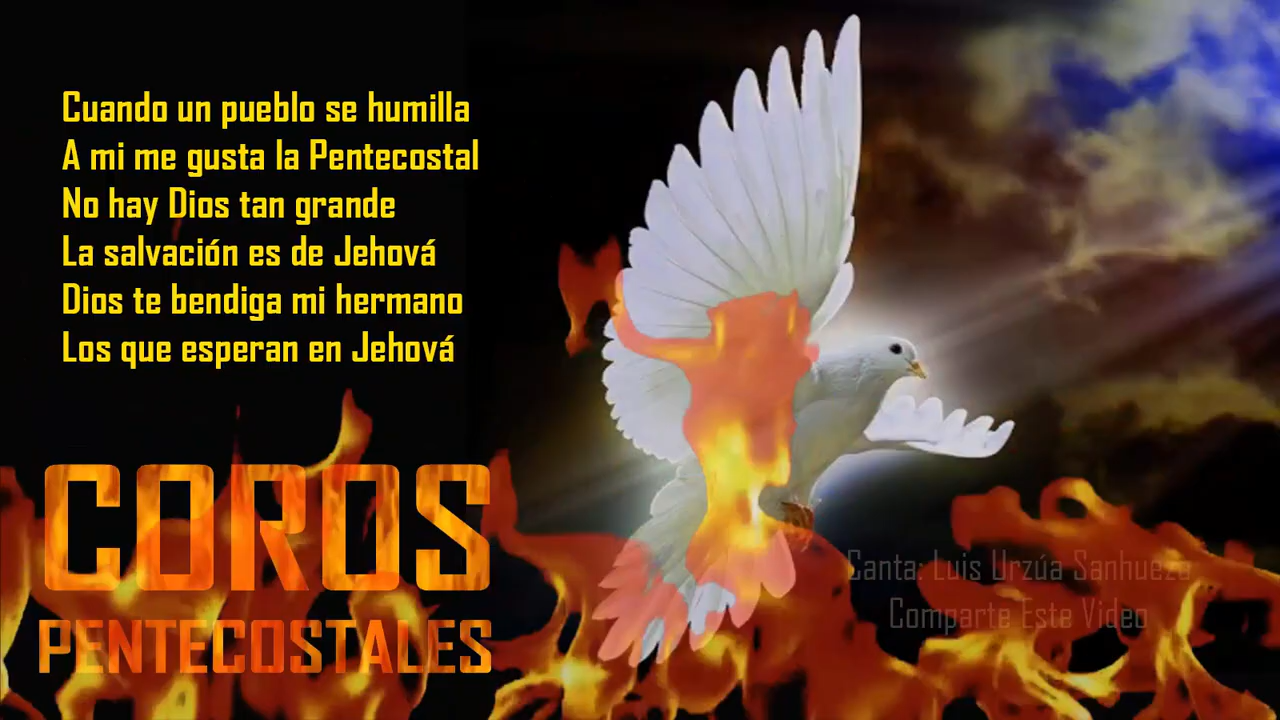 Cuando un pueblo se humilla
A mi me gusta la Pentecostal
No hay Dios tan grande
La salvación es de Jehová
Dios te bendiga mi hermano
Los que esperan en Jehová
COROS
PENTECOSTALES
Canta: Luis Urzúa Sanhueza
Comparte Este Video